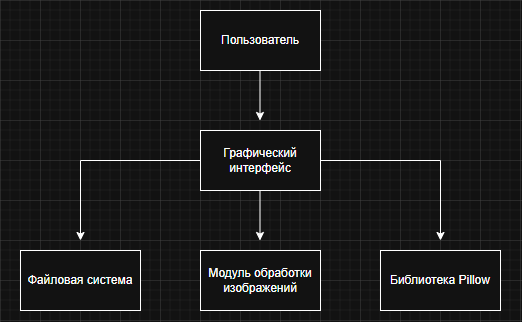 Пользователь
Графический
интерфейс
Файловая система
Модуль обработки
изображений
Библиотека Pillow